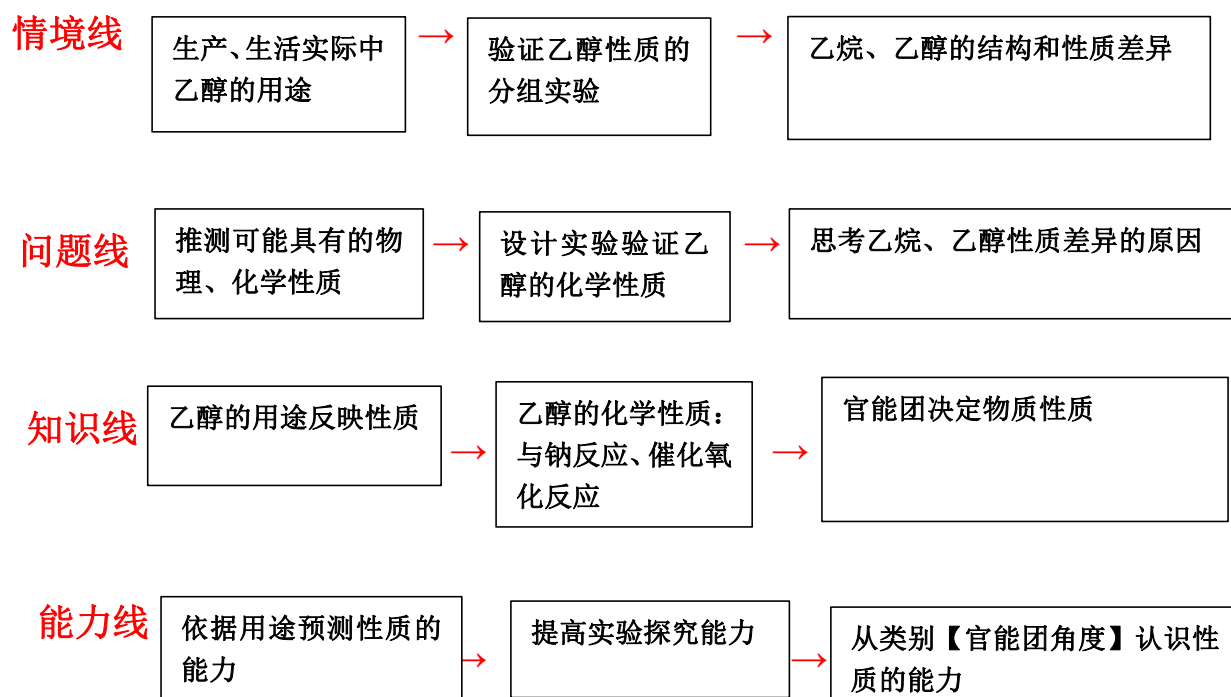 情境线
生产、生活实际中
乙醇的用途
→
验证乙醇性质的
分组实验
→
乙烷、乙醇的结构和性质差异
问题线
推测可能具有的物
理、化学性质
→
设计实验验证乙
醇的化学性质
→
思考乙烷、乙醇性质差异的原因
知识线
乙醇的用途反映性质
→
乙醇的化学性质：
与钠反应、催化氧
化反应
→
官能团决定物质性质
能力线
依据用途预测性质的
能力
→
提高实验探究能力
→
从类别【官能团角度】认识性
质的能力